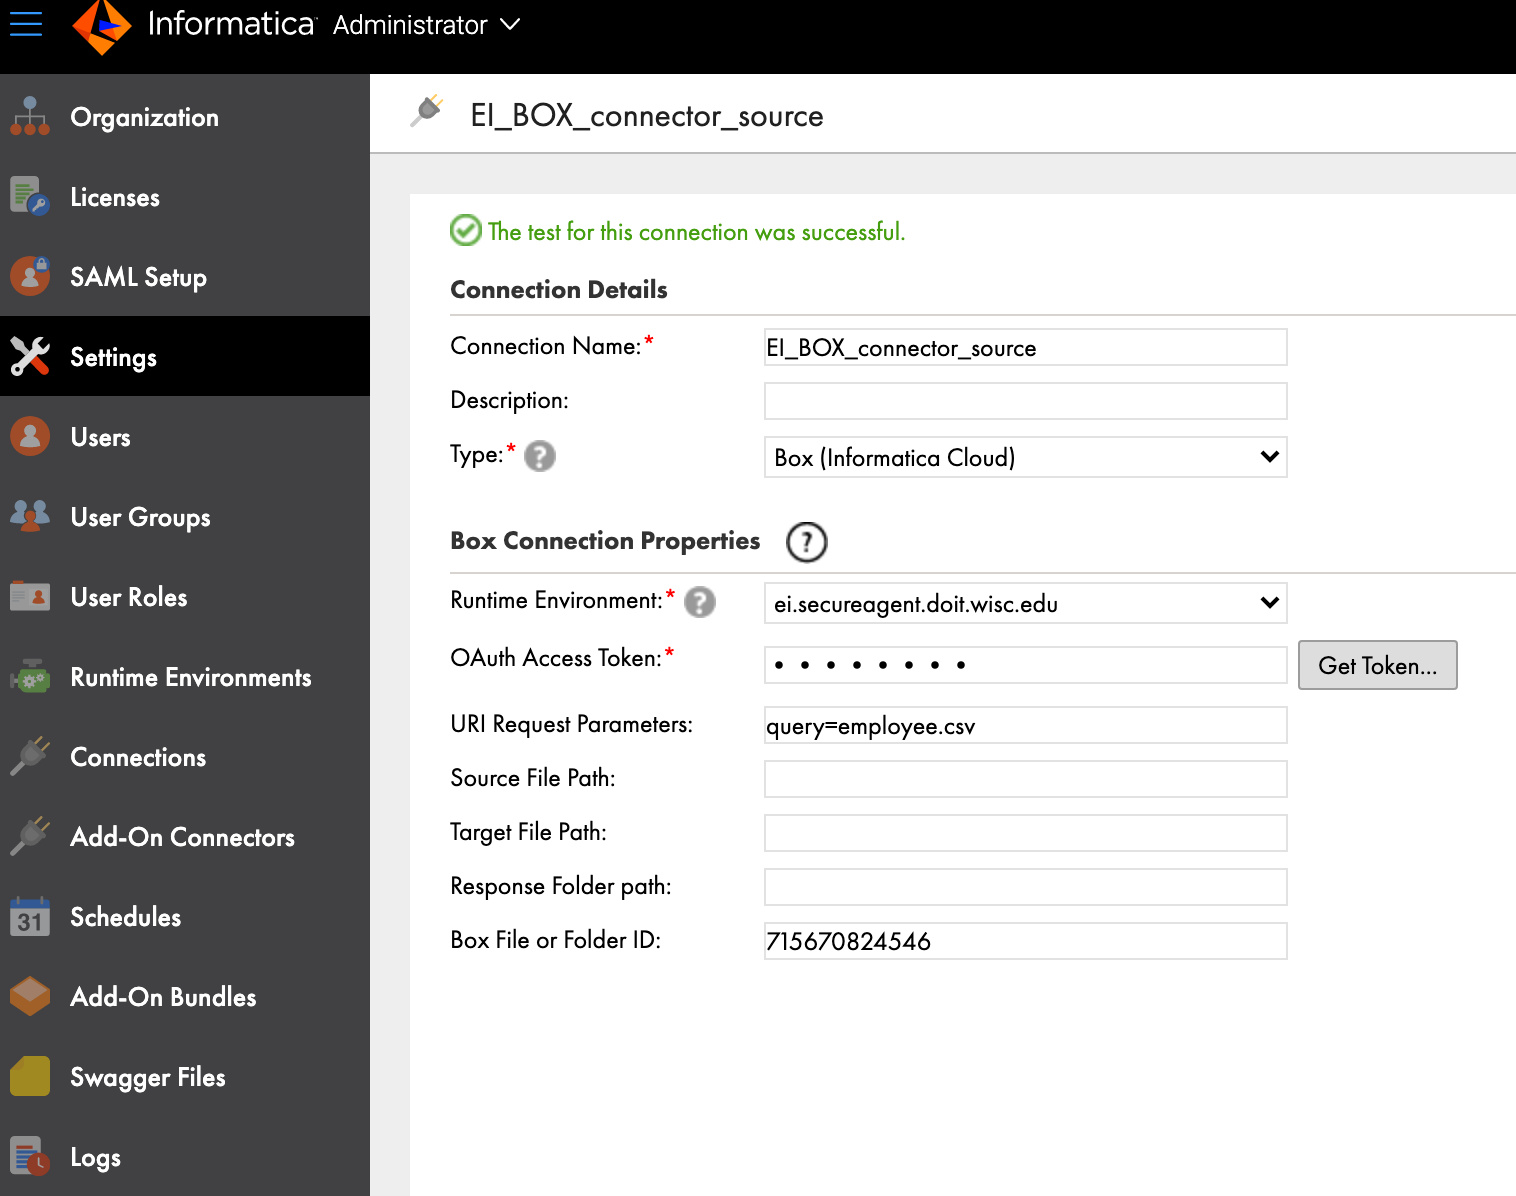 Informatica Administrator
Organization
Licenses
SAML Setup
Settings
Users
User Groups
User Roles
Runtime Environments
Connections
Add-On Connectors
31
Schedules
Add-On Bundles
Swagger Files
Logs
EI_BOX_connector_source
The test for this connection was successful.
Connection Details
Connection Name:* EI_BOX_connector_source
Description:
Type:* ? Box (Informatica Cloud)
Box Connection Properties ?
Runtime Environment:* ? ei.secureagent.doit.wisc.edu
OAuth Access Token:* •••••••• Get Token...
URI Request Parameters: query=employee.csv
Source File Path:
Target File Path:
Response Folder path:
Box File or Folder ID: 715670824546